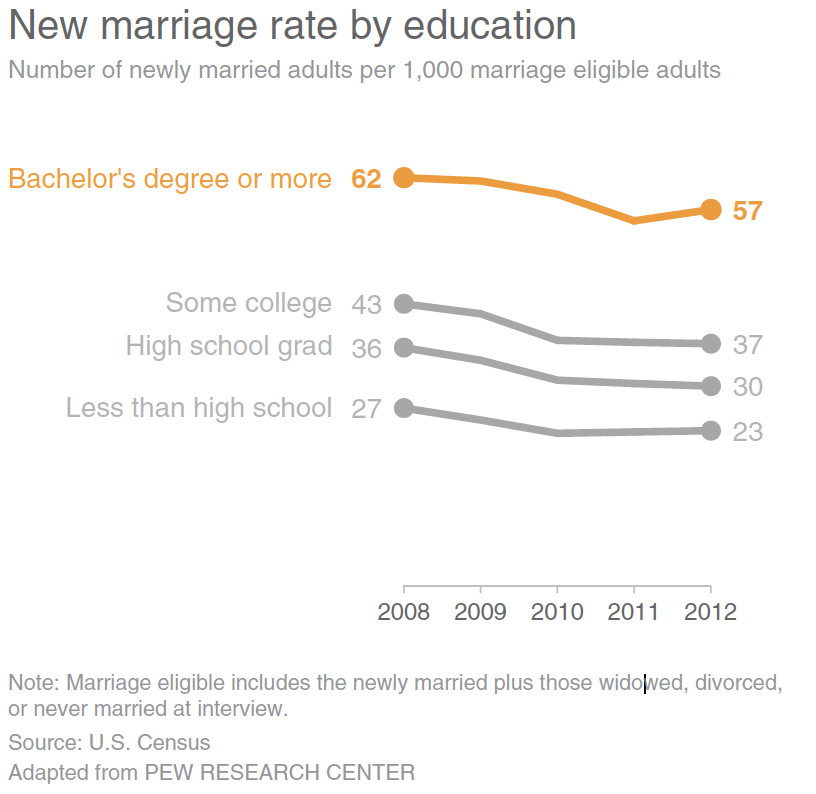 New marriage rate by education
Number of newly married adults per 1,000 marriage eligible adults
Bachelor's degree or more 62
57
Some college 43
37
High school grad 36
30
Less than high school 27
23
2008 2009 2010 2011 2012
Note: Marriage eligible includes the newly married plus those widowed, divorced,
or never married at interview.
Source: U.S. Census
Adapted from PEW RESEARCH CENTER